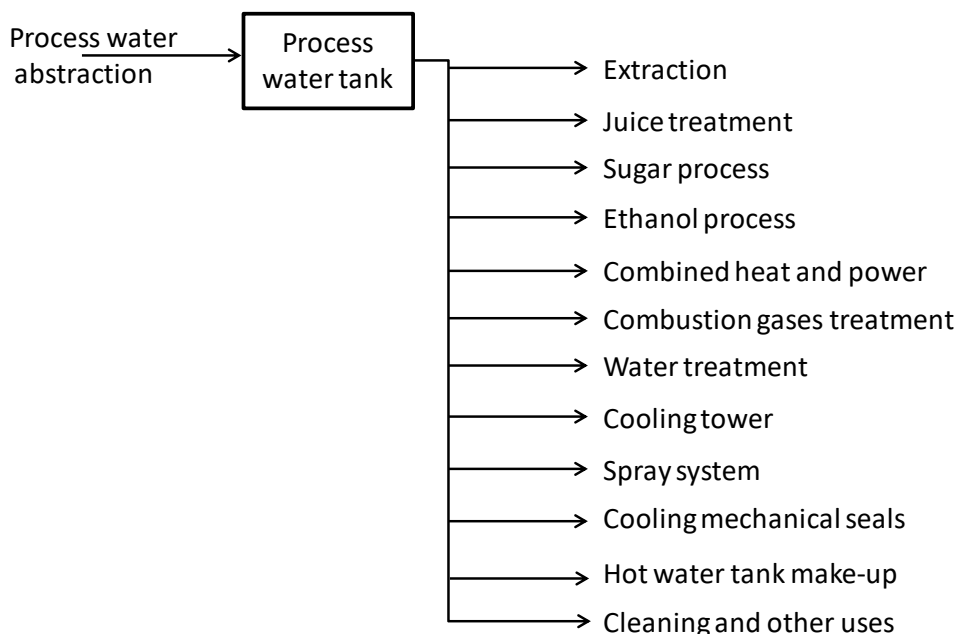 Process water
abstraction
Process
water tank
Extraction
Juice treatment
Sugar process
Ethanol process
Combined heat and power
Combustion gases treatment
Water treatment
Cooling tower
Spray system
Cooling mechanical seals
Hot water tank make-up
Cleaning and other uses